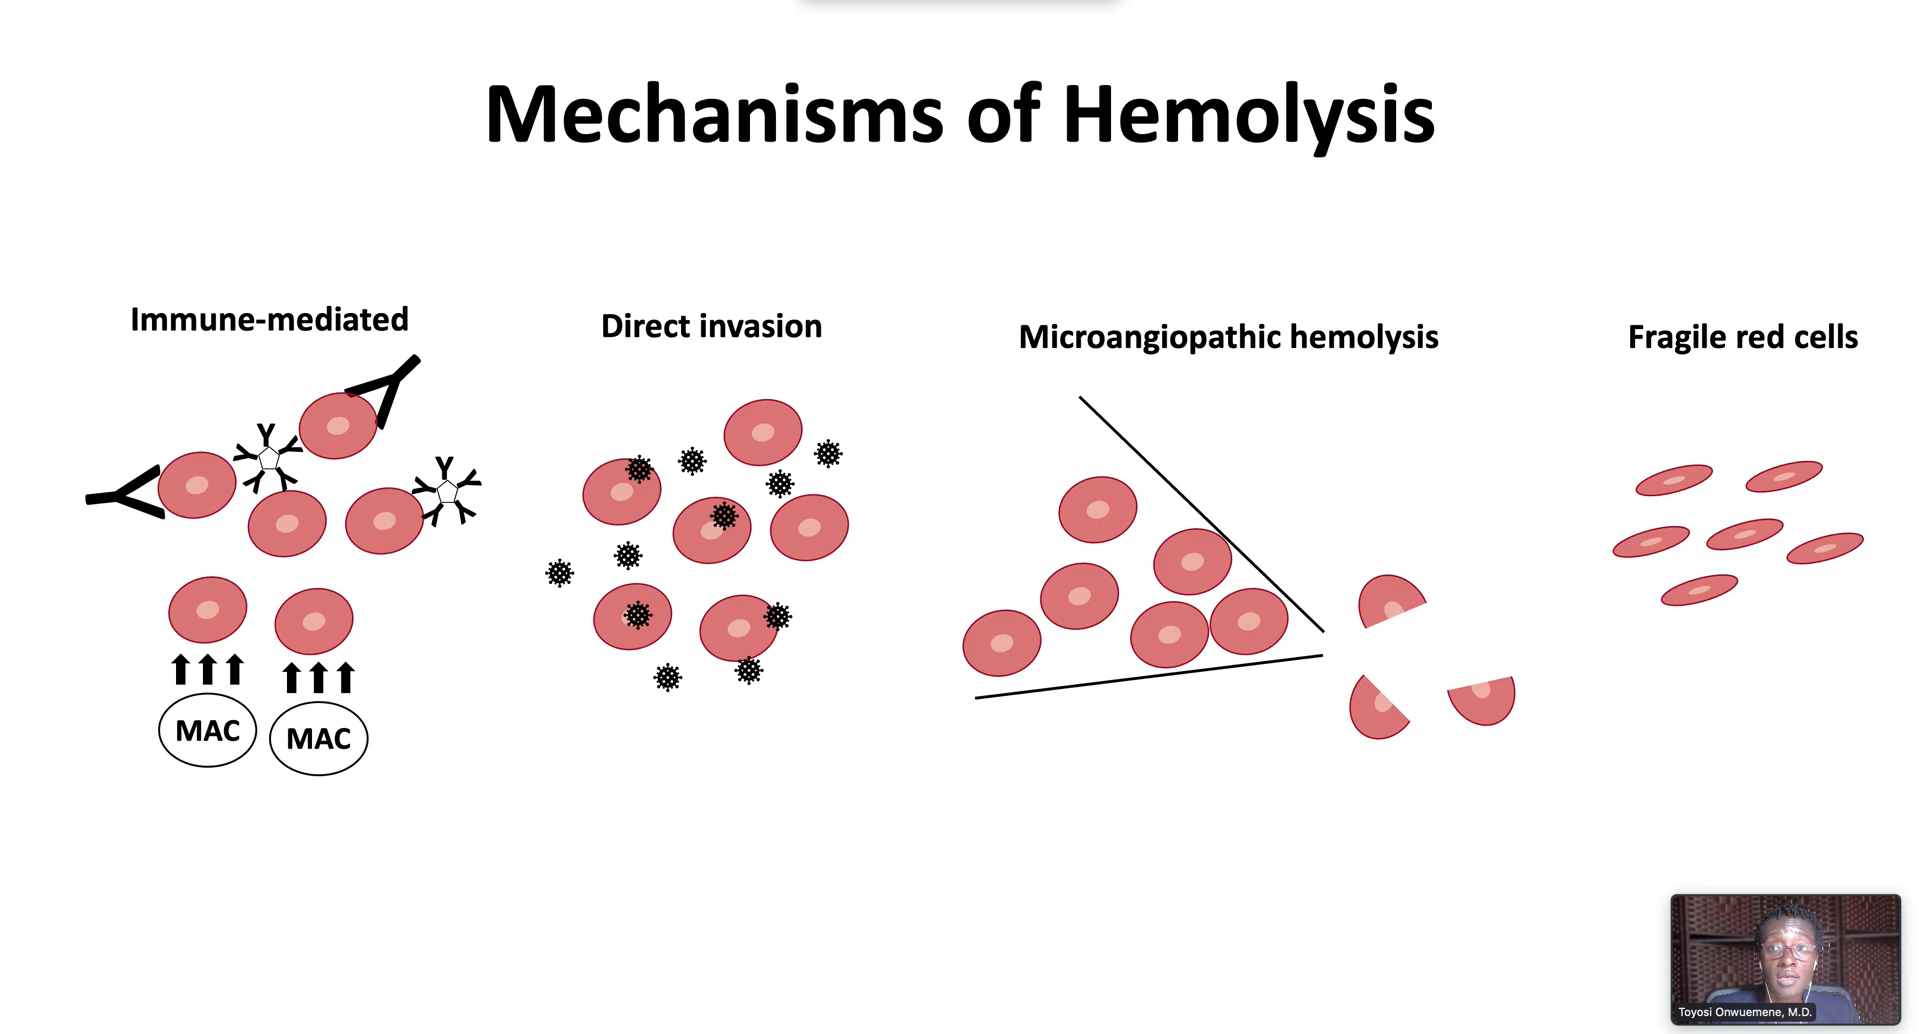 Mechanisms of Hemolysis
Immune-mediated
Direct invasion
Microangiopathic hemolysis
Fragile red cells
MAC
MAC
Toyosi Onwuemene, M.D.